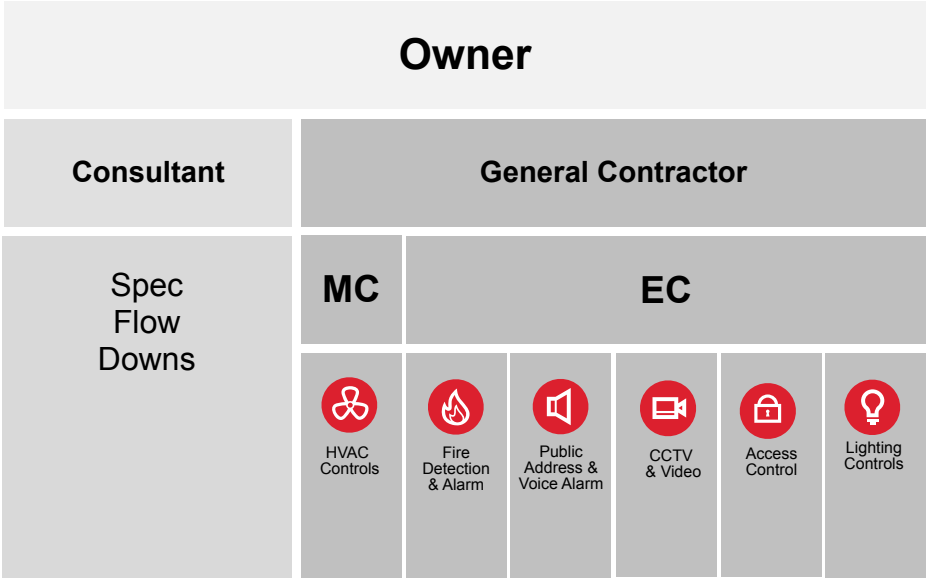 Owner
Consultant
General Contractor
Spec
Flow
Downs
MC
EC
HVAC
Controls
Fire
Detection
& Alarm
Public
Address &
Voice Alarm
CCTV
& Video
Access
Control
Lighting
Controls